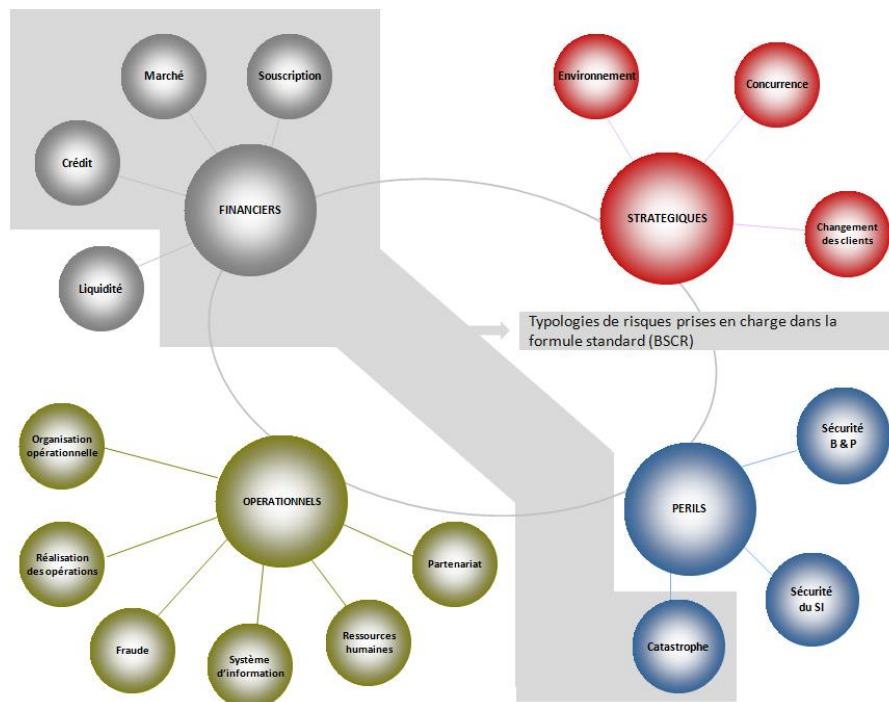 Marché
Souscription
Crédit
FINANCIERS
Liquidité
Environnement
Concurrence
STRATEGIQUES
Changement
des clients
Typologies de risques prises en charge dans la
formule standard (BSCR)
Organisation
opérationnelle
OPERATIONNELS
Réalisation
des opérations
Partenariat
Fraude
Système
d'information
Ressources
humaines
Sécurité
B & P
PERILS
Sécurité
du SI
Catastrophe